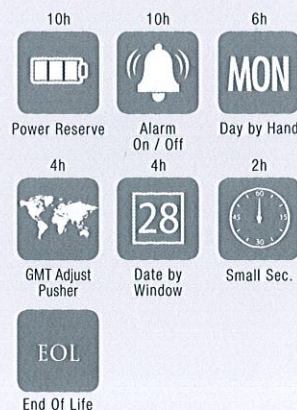 10h 10h 6h
MON
Power Reserve Alarm On / Off Day by Hand
4h 4h 2h
28
60 15 30 45
GMT Adjust Pusher Date by Window Small Sec.
EOL
End Of Life